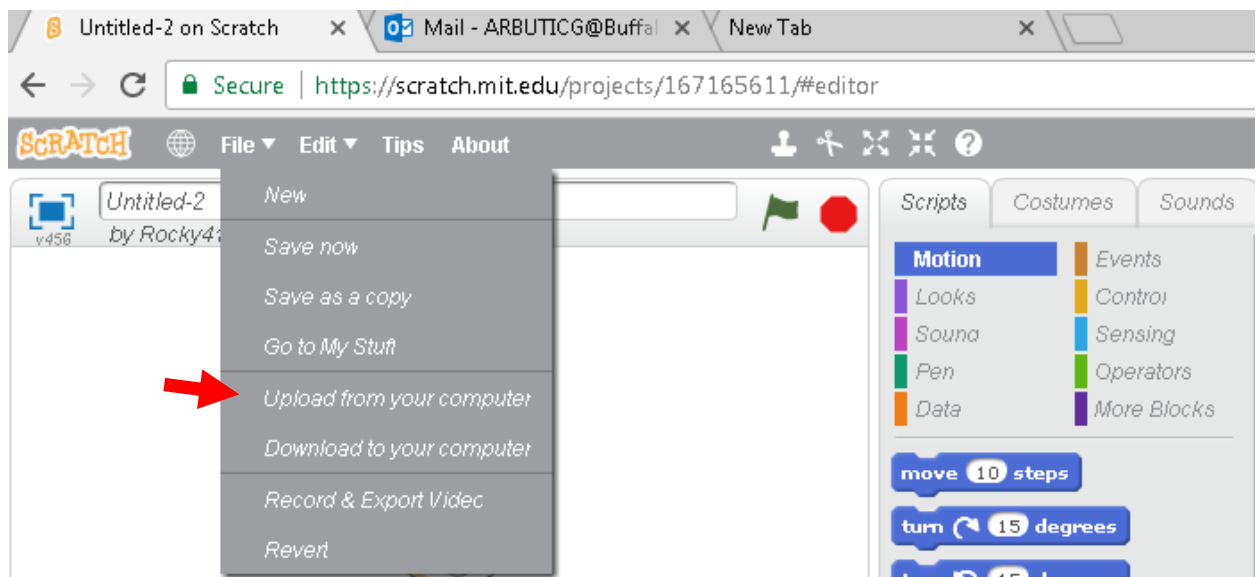 Untitled-2 on Scratch
Mail - ARBUTICG@Buffal
New Tab
Secure | https://scratch.mit.edu/projects/167165611/#editor
SCRATCH File Edit Tips About
Untitled-2
by Rocky41
v456
New
Save now
Save as a copy
Go to My Stuff
Upload from your computer
Download to your computer
Record & Export Video
Revert
Scripts Costumes Sounds
Motion Events
Looks Control
Sound Sensing
Pen Operators
Data More Blocks
move 10 steps
turn 15 degrees